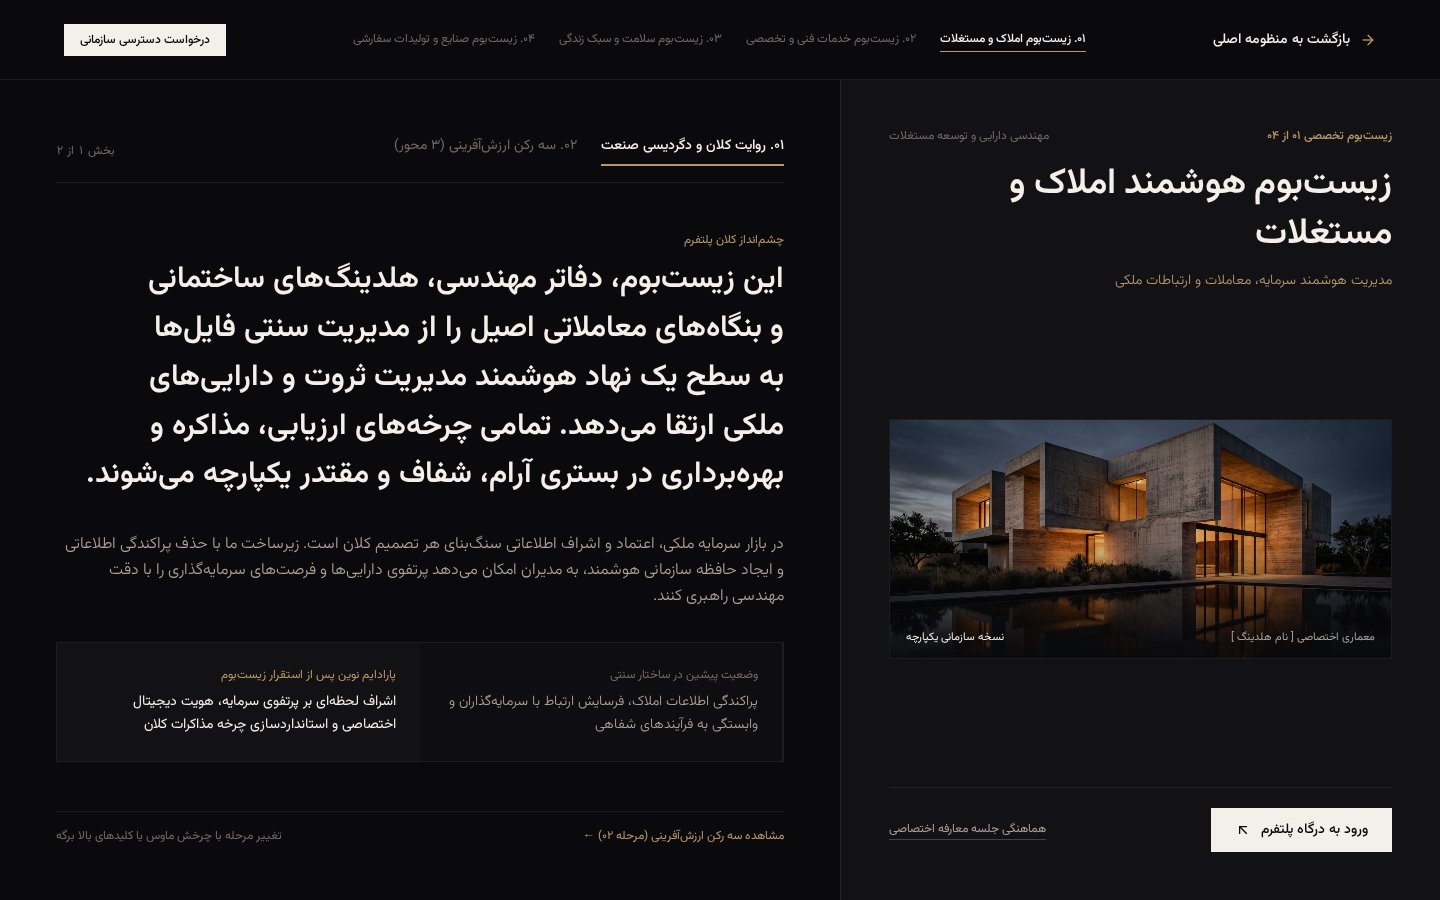 بازگشت به منظومه اصلی
۰۱. زیست‌بوم املاک و مستغلات
۰۲. زیست‌بوم خدمات فنی و تخصصی
۰۳. زیست‌بوم سلامت و سبک زندگی
۰۴. زیست‌بوم صنایع و تولیدات سفارشی
درخواست دسترسی سازمانی
زیست‌بوم تخصصی ۰۱ از ۰۴
مهندسی دارایی و توسعه مستغلات
زیست‌بوم هوشمند املاک و
مستغلات
مدیریت هوشمند سرمایه، معاملات و ارتباطات ملکی
معماری اختصاصی [ نام هلدینگ ]
نسخه سازمانی یکپارچه
ورود به درگاه پلتفرم
هماهنگی جلسه معارفه اختصاصی
۰۱. روایت کلان و دگردیسی صنعت
۰۲. سه رکن ارزش‌آفرینی (۳ محور)
بخش ۱ از ۲
چشم‌انداز کلان پلتفرم
این زیست‌بوم، دفاتر مهندسی، هلدینگ‌های ساختمانی
و بنگاه‌های معاملاتی اصیل را از مدیریت سنتی فایل‌ها
به سطح یک نهاد هوشمند مدیریت ثروت و دارایی‌های
ملکی ارتقا می‌دهد. تمامی چرخه‌های ارزیابی، مذاکره و
بهره‌برداری در بستری آرام، شفاف و مقتدر یکپارچه می‌شوند.
در بازار سرمایه ملکی، اعتماد و اشراف اطلاعاتی سنگ‌بنای هر تصمیم کلان است. زیرساخت ما با حذف پراکندگی اطلاعاتی
و ایجاد حافظه سازمانی هوشمند، به مدیران امکان می‌دهد پرتفوی دارایی‌ها و فرصت‌های سرمایه‌گذاری را با دقت
مهندسی راهبری کنند.
وضعیت پیشین در ساختار سنتی
پراکندگی اطلاعات املاک، فرسایش ارتباط با سرمایه‌گذاران و
وابستگی به فرآیندهای شفاهی
پارادایم نوین پس از استقرار زیست‌بوم
اشراف لحظه‌ای بر پرتفوی سرمایه، هویت دیجیتال
اختصاصی و استانداردسازی چرخه مذاکرات کلان
مشاهده سه رکن ارزش‌آفرینی (مرحله ۰۲) ←
تغییر مرحله با چرخش ماوس یا کلیدهای بالا برگه